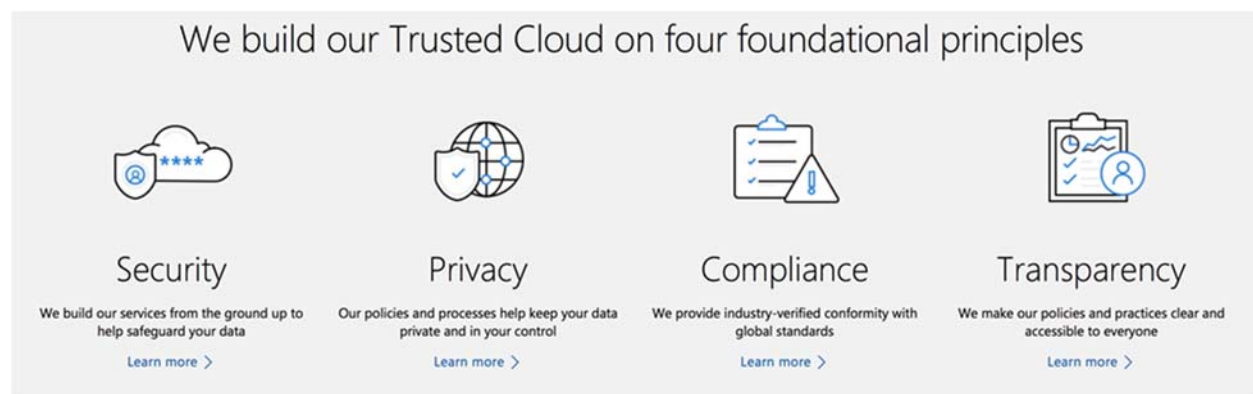 We build our Trusted Cloud on four foundational principles
****
Security
We build our services from the ground up to
help safeguard your data
Learn more >
Privacy
Our policies and processes help keep your data
private and in your control
Learn more >
Compliance
We provide industry-verified conformity with
global standards
Learn more >
Transparency
We make our policies and practices clear and
accessible to everyone
Learn more >